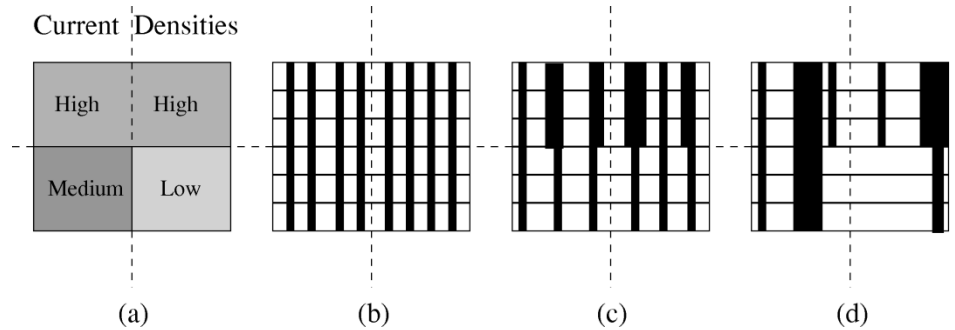 Current Densities
High High
Medium Low
(a) (b) (c) (d)